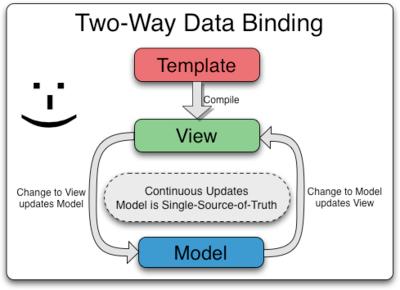 Two-Way Data Binding
Template
Compile
View
Change to View
updates Model
Continuous Updates
Model is Single-Source-of-Truth
Change to Model
updates View
Model